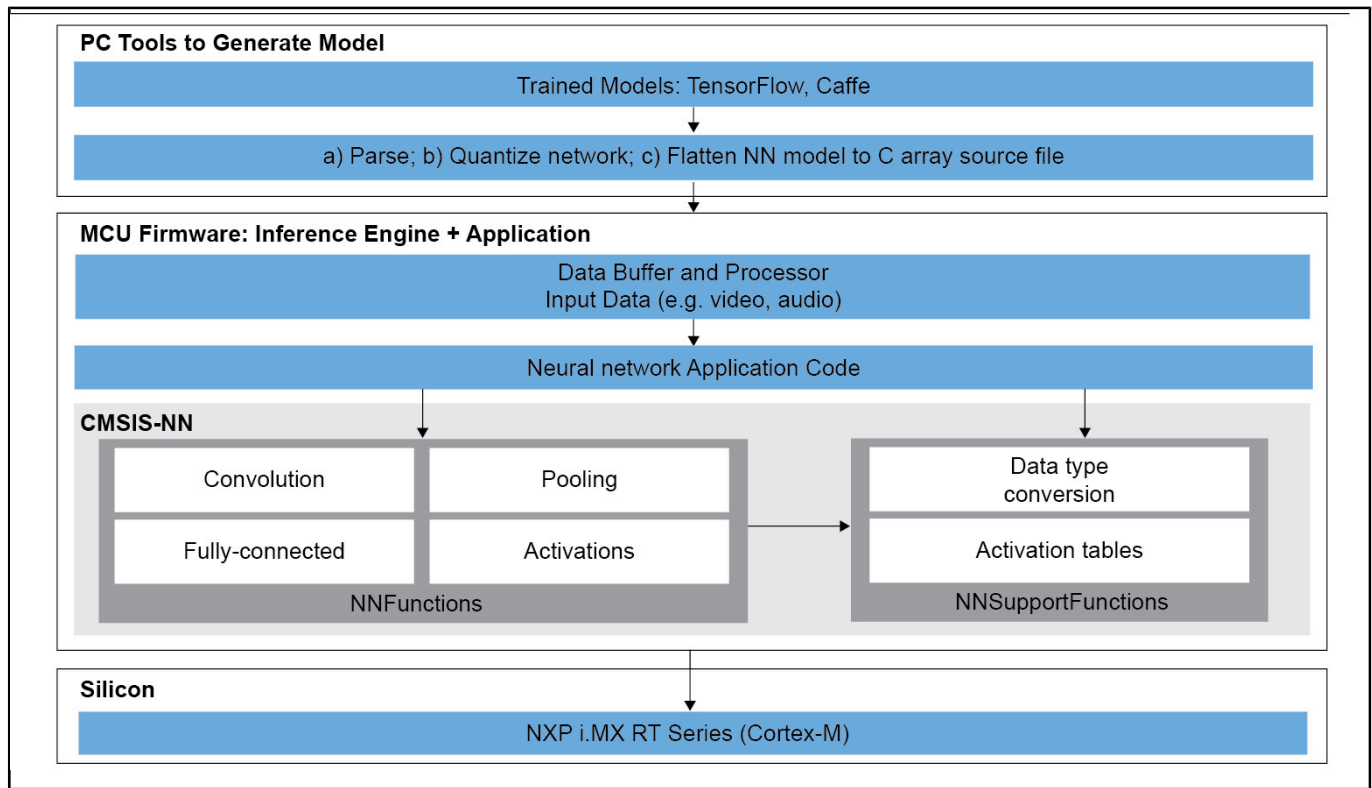 PC Tools to Generate Model
Trained Models: TensorFlow, Caffe
a) Parse; b) Quantize network; c) Flatten NN model to C array source file
MCU Firmware: Inference Engine + Application
Data Buffer and Processor
Input Data (e.g. video, audio)
Neural network Application Code
CMSIS-NN
Convolution
Pooling
Fully-connected
Activations
NNFunctions
Data type
conversion
Activation tables
NNSupportFunctions
Silicon
NXP i.MX RT Series (Cortex-M)